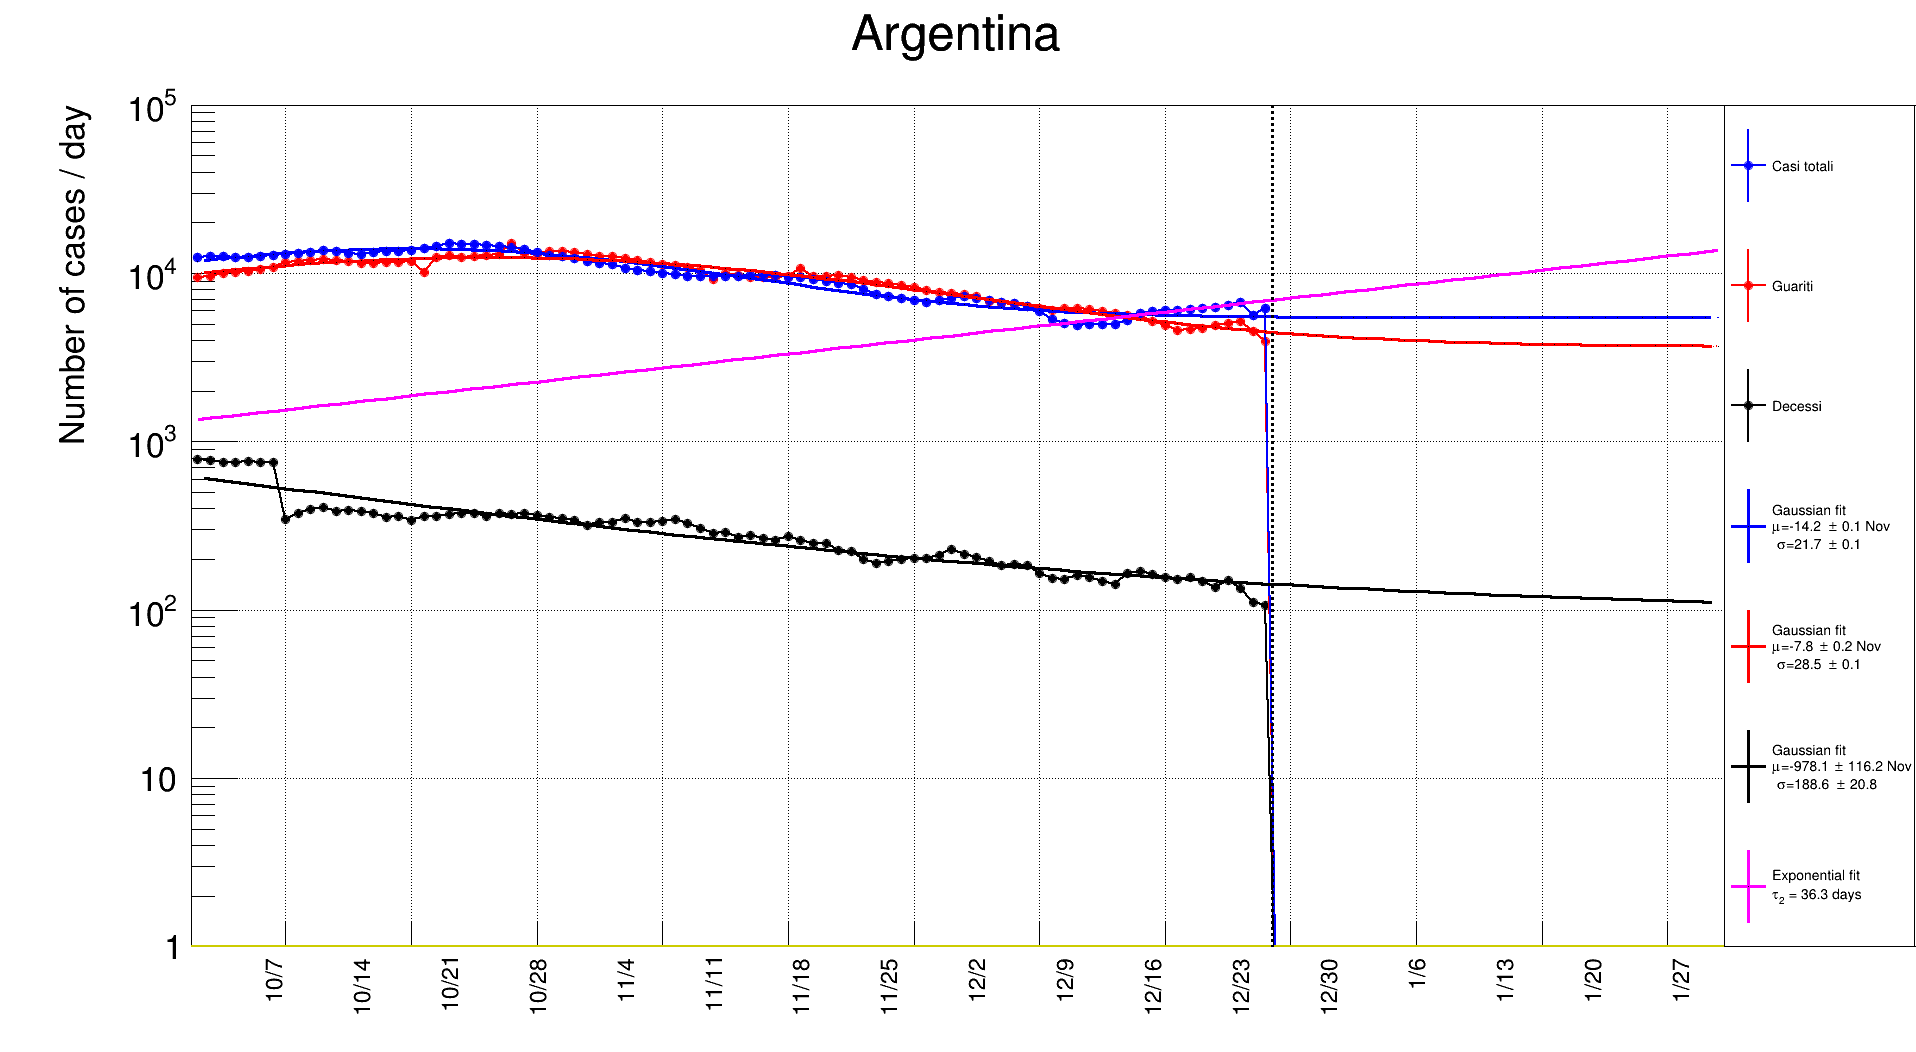 Argentina
Number of cases / day
10^5
10^4
10^3
10^2
10
1
10/7
10/14
10/21
10/28
11/4
11/11
11/18
11/25
12/2
12/9
12/16
12/23
12/30
1/6
1/13
1/20
1/27
Casi totali
Guariti
Decessi
Gaussian fit
μ=-14.2 ± 0.1 Nov
σ=21.7 ± 0.1
Gaussian fit
μ=-7.8 ± 0.2 Nov
σ=28.5 ± 0.1
Gaussian fit
μ=-978.1 ± 116.2 Nov
σ=188.6 ± 20.8
Exponential fit
τ₂ = 36.3 days